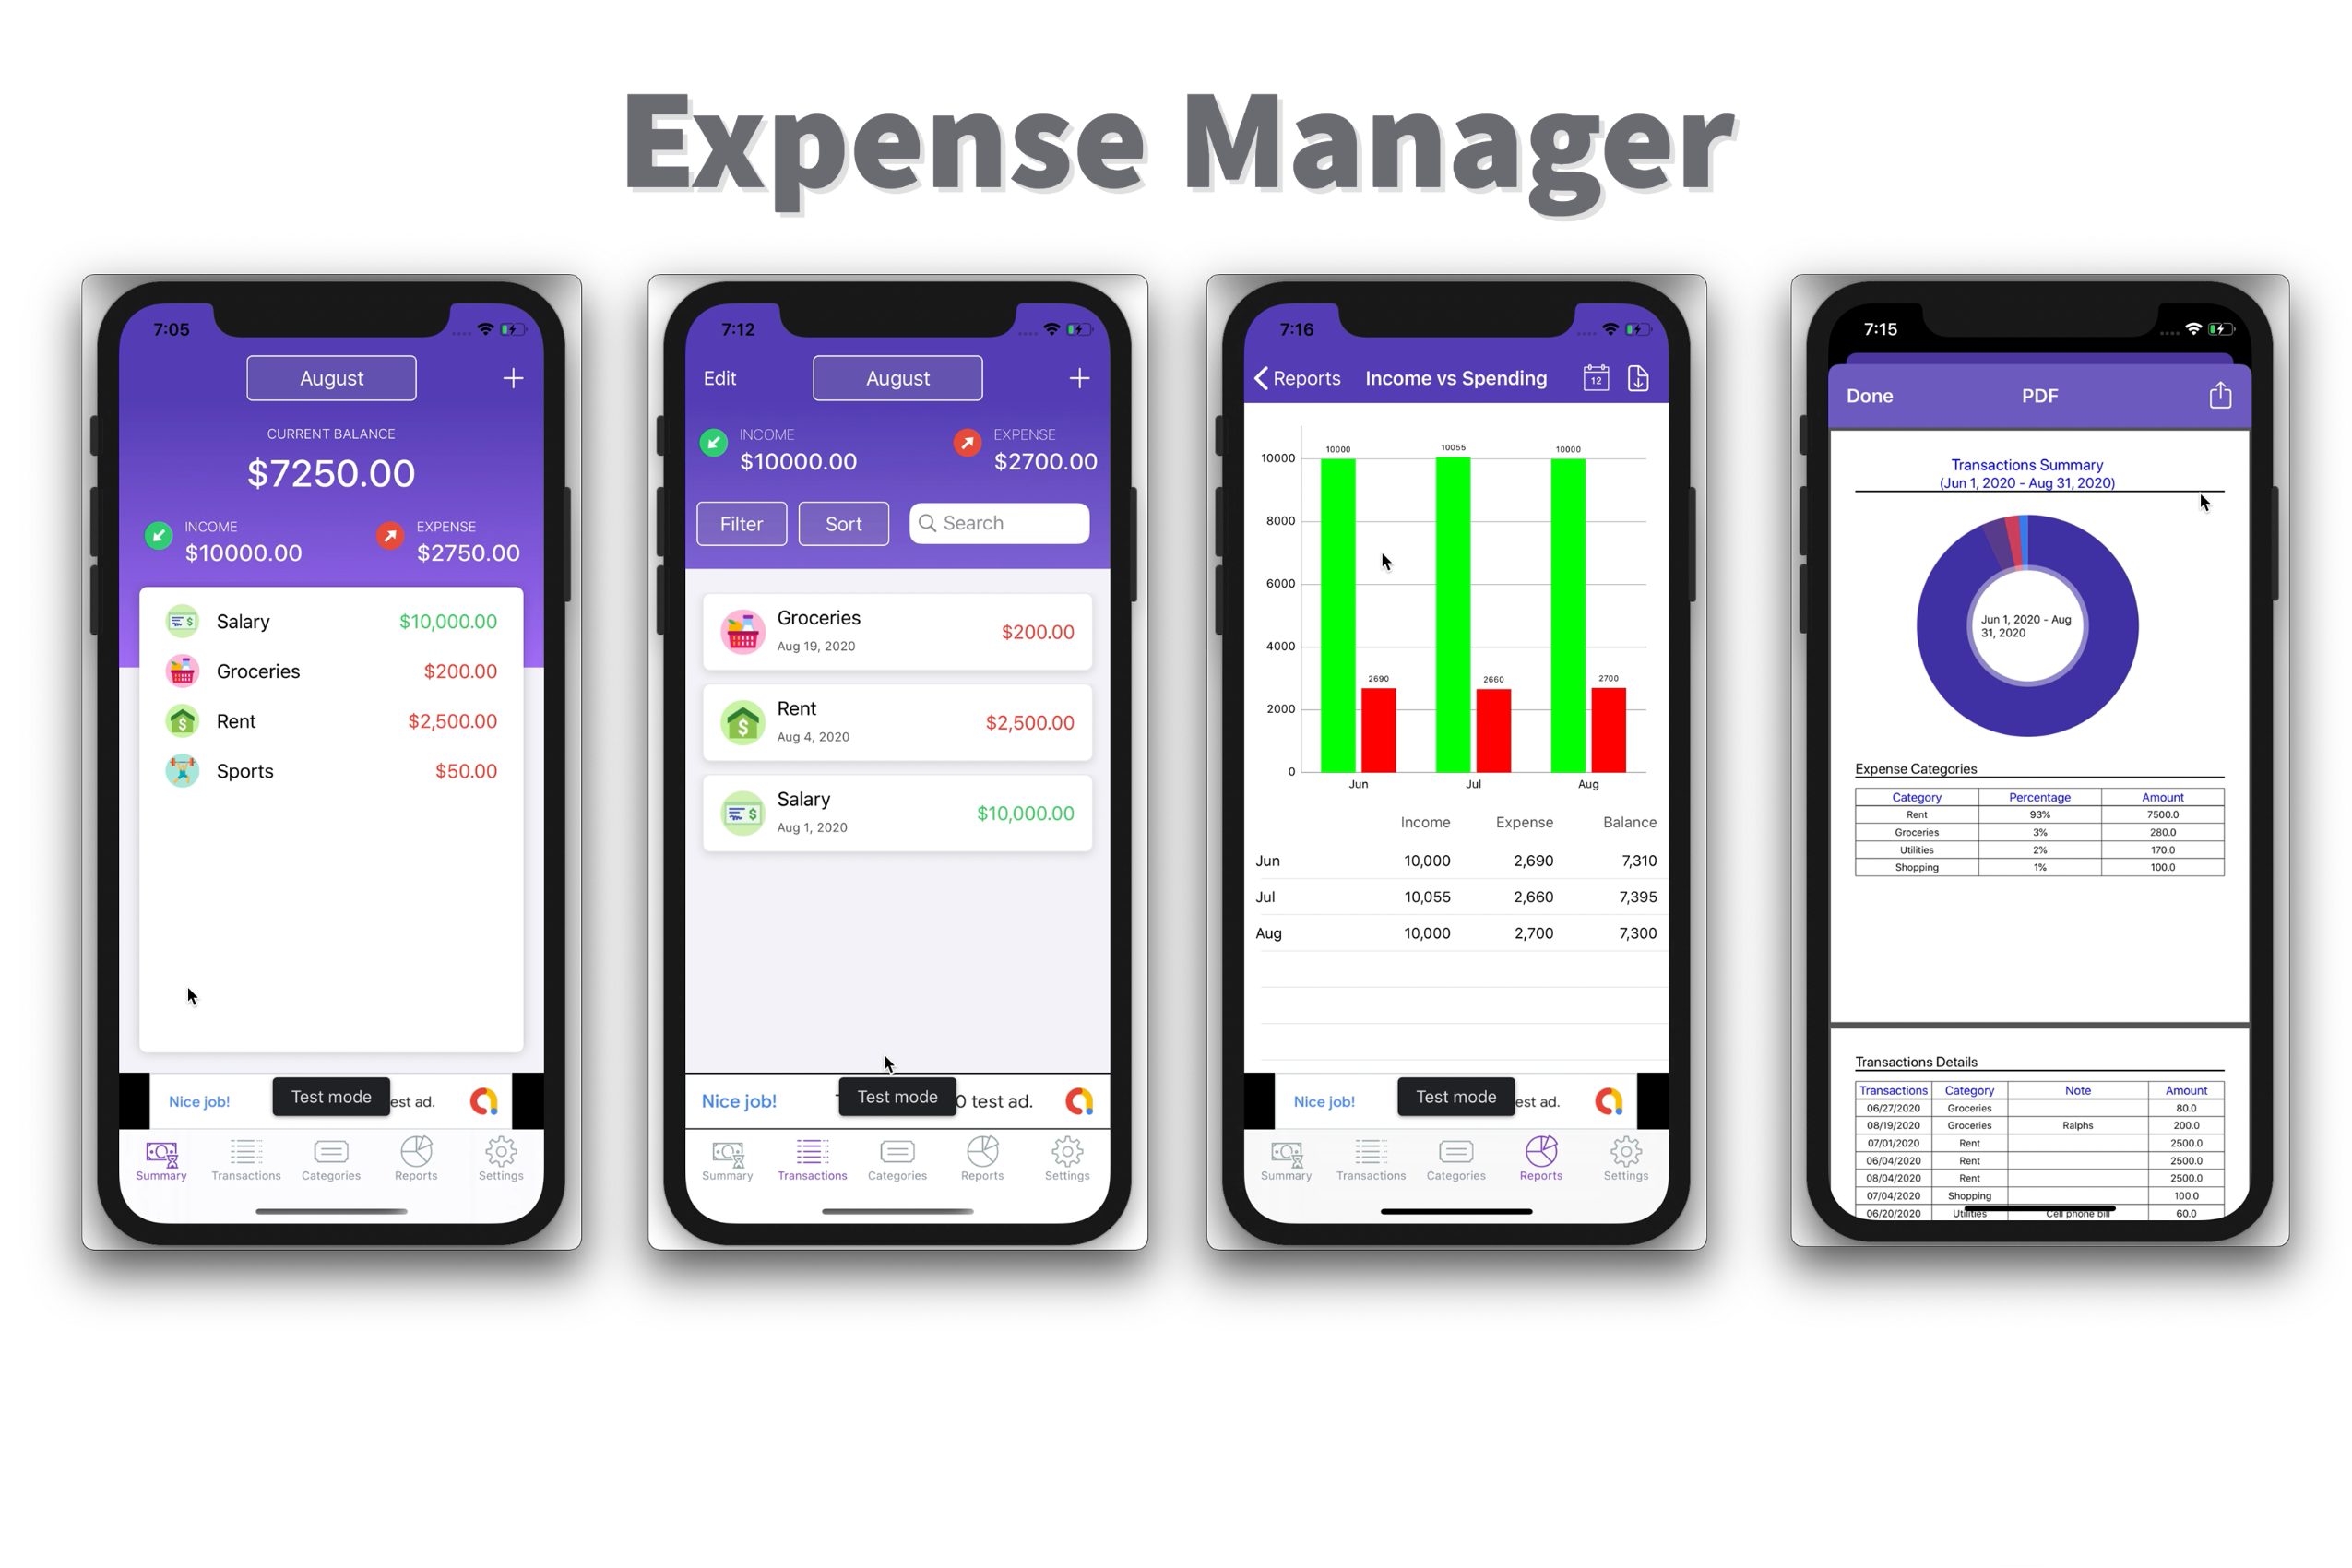 Expense Manager
7:05
August
CURRENT BALANCE
$7250.00
INCOME
$10000.00
EXPENSE
$2750.00
Salary $10,000.00
Groceries $200.00
Rent $2,500.00
Sports $50.00
Nice job! est ad.
Test mode
Summary Transactions Categories Reports Settings
7:12
Edit August
INCOME
$10000.00
EXPENSE
$2700.00
Filter Sort Search
Groceries
Aug 19, 2020
$200.00
Rent
Aug 4, 2020
$2,500.00
Salary
Aug 1, 2020
$10,000.00
Nice job! 0 test ad.
Test mode
Summary Transactions Categories Reports Settings
7:16
Reports Income vs Spending 12
10000 10055 10000
10000
8000
6000
4000
2690 2660 2700
2000
0
Jun Jul Aug
Income Expense Balance
Jun 10,000 2,690 7,310
Jul 10,055 2,660 7,395
Aug 10,000 2,700 7,300
Nice job! est ad.
Test mode
Summary Transactions Categories Reports Settings
7:15
Done PDF
Transactions Summary
(Jun 1, 2020 - Aug 31, 2020)
Jun 1, 2020 - Aug
31, 2020
Expense Categories
Category Percentage Amount
Rent 93% 7500.0
Groceries 3% 280.0
Utilities 2% 170.0
Shopping 1% 100.0
Transactions Details
Transactions Category Note Amount
06/27/2020 Groceries 80.0
08/19/2020 Groceries Ralphs 200.0
07/01/2020 Rent 2500.0
06/04/2020 Rent 2500.0
08/04/2020 Rent 2500.0
07/04/2020 Shopping 100.0
06/20/2020 Utilities Cell phone bill 60.0